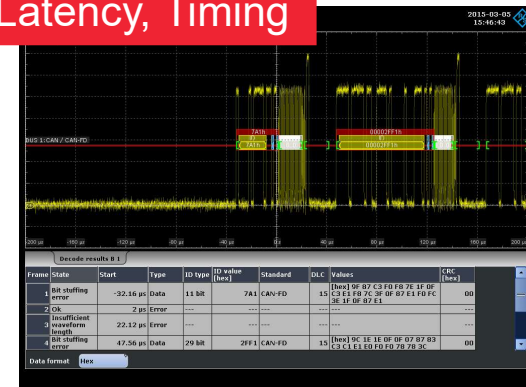 Latency, Timing
2015-03-05
15:46:43
7A1h
00002FF1h
ID
ID
BUS 1:CAN / CAN-FD
7A1h
00002FF1h
-200 µs -120 µs -80 µs -40 µs 0 s 40 µs 80 µs 120 µs 160 µs 200 µs
Decode results B 1
Frame State Start Type ID type ID value [hex] Standard DLC Values CRC [hex]
1 Bit stuffing error -32.16 µs Data 11 bit 7A1 CAN-FD 15 [hex] 9F 87 C3 F0 F8 7E 1F 0F
C3 E1 F8 7C 3F 0F 87 E1 F0 FC
3E 1F 0F 87 E1 00
2 Ok 2 µs Error --- --- --- --- --- ---
3 Insufficient waveform length 22.12 µs Error --- --- --- --- --- ---
4 Bit stuffing error 47.56 µs Data 29 bit 2FF1 CAN-FD 15 [hex] 9C 1E 1E 0F 0F 07 87 83
C3 C1 E1 E0 F0 F0 78 78 3C 00
Data format Hex